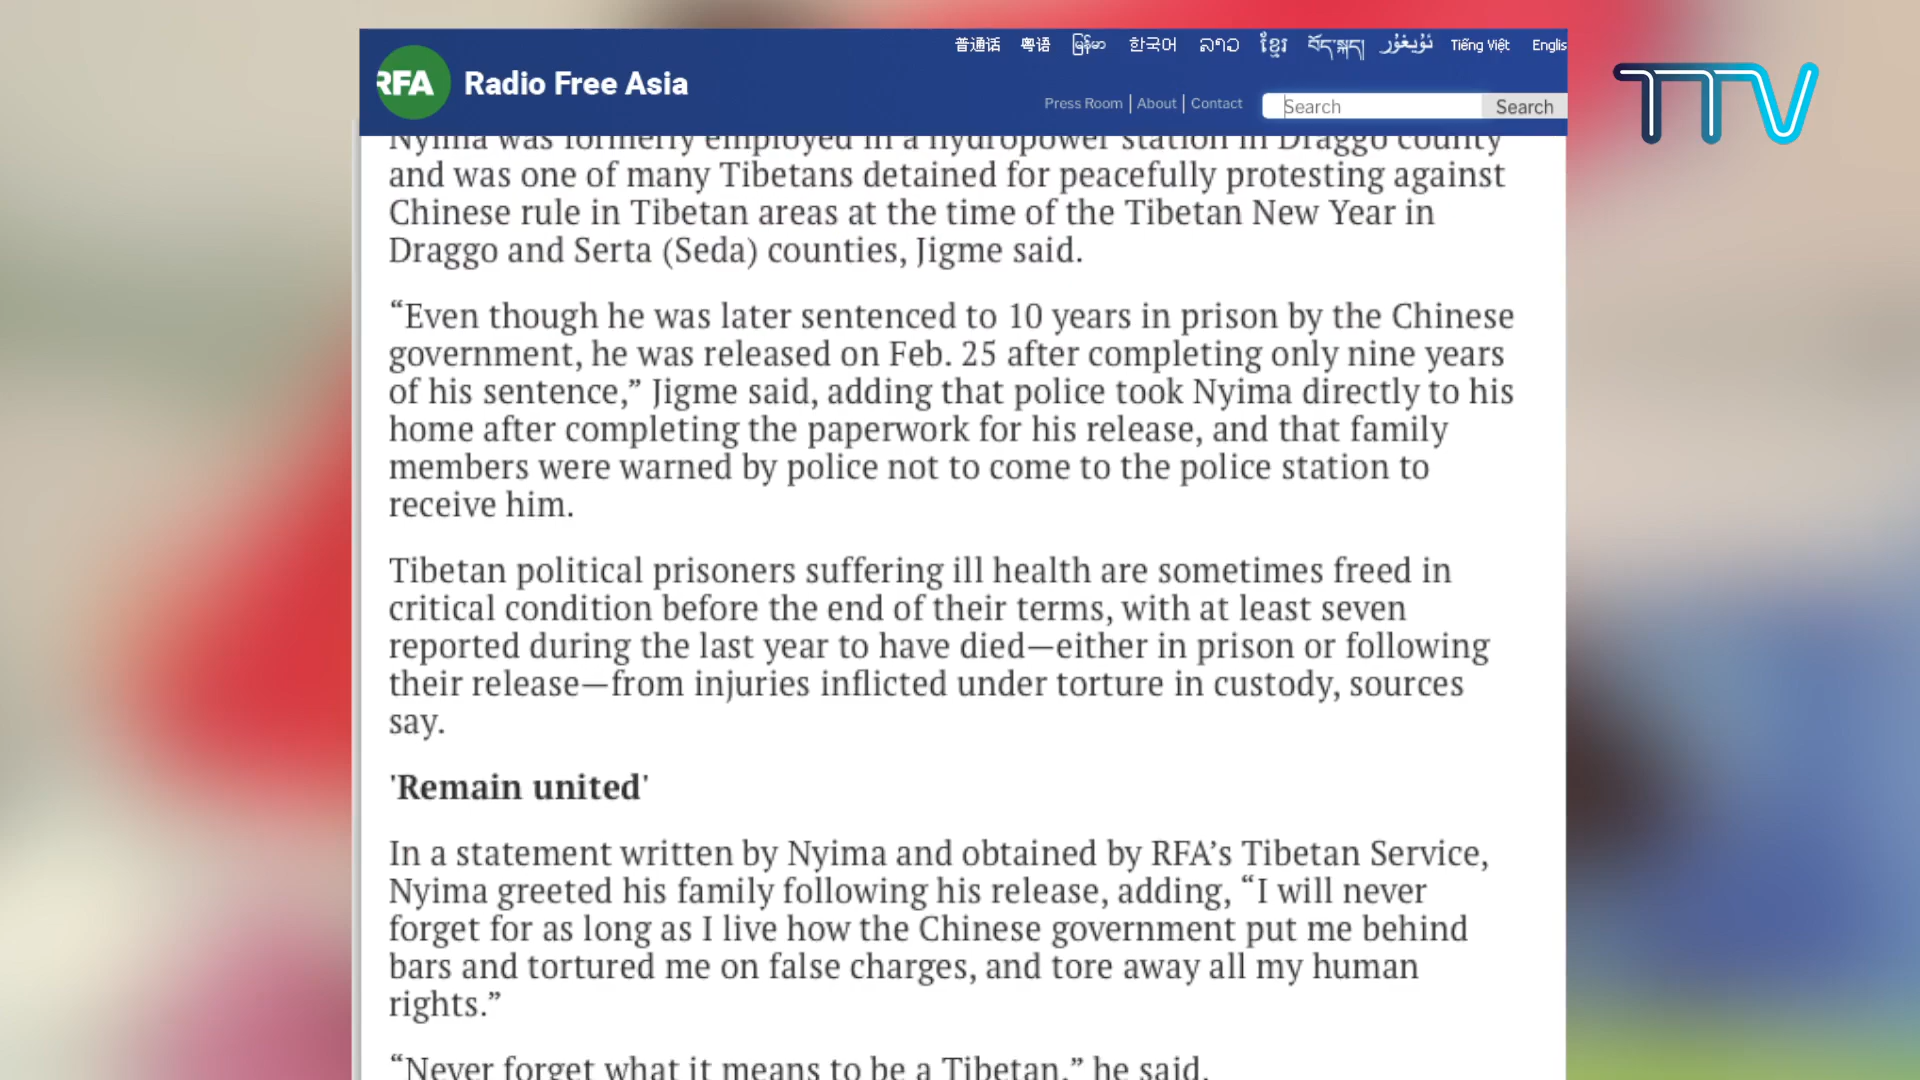 普通话 粤语 မြန်မာ 한국어 ລາວ ខ្មែរ བོད་སྐད། ئۇيغۇر Tiếng Việt Englis
RFA Radio Free Asia
Press Room | About | Contact Search Search
TTV
Nyima was formerly employed in a hydropower station in Draggo county
and was one of many Tibetans detained for peacefully protesting against
Chinese rule in Tibetan areas at the time of the Tibetan New Year in
Draggo and Serta (Seda) counties, Jigme said.
“Even though he was later sentenced to 10 years in prison by the Chinese
government, he was released on Feb. 25 after completing only nine years
of his sentence,” Jigme said, adding that police took Nyima directly to his
home after completing the paperwork for his release, and that family
members were warned by police not to come to the police station to
receive him.
Tibetan political prisoners suffering ill health are sometimes freed in
critical condition before the end of their terms, with at least seven
reported during the last year to have died—either in prison or following
their release—from injuries inflicted under torture in custody, sources
say.
'Remain united'
In a statement written by Nyima and obtained by RFA’s Tibetan Service,
Nyima greeted his family following his release, adding, “I will never
forget for as long as I live how the Chinese government put me behind
bars and tortured me on false charges, and tore away all my human
rights.”
“Never forget what it means to be a Tibetan,” he said.